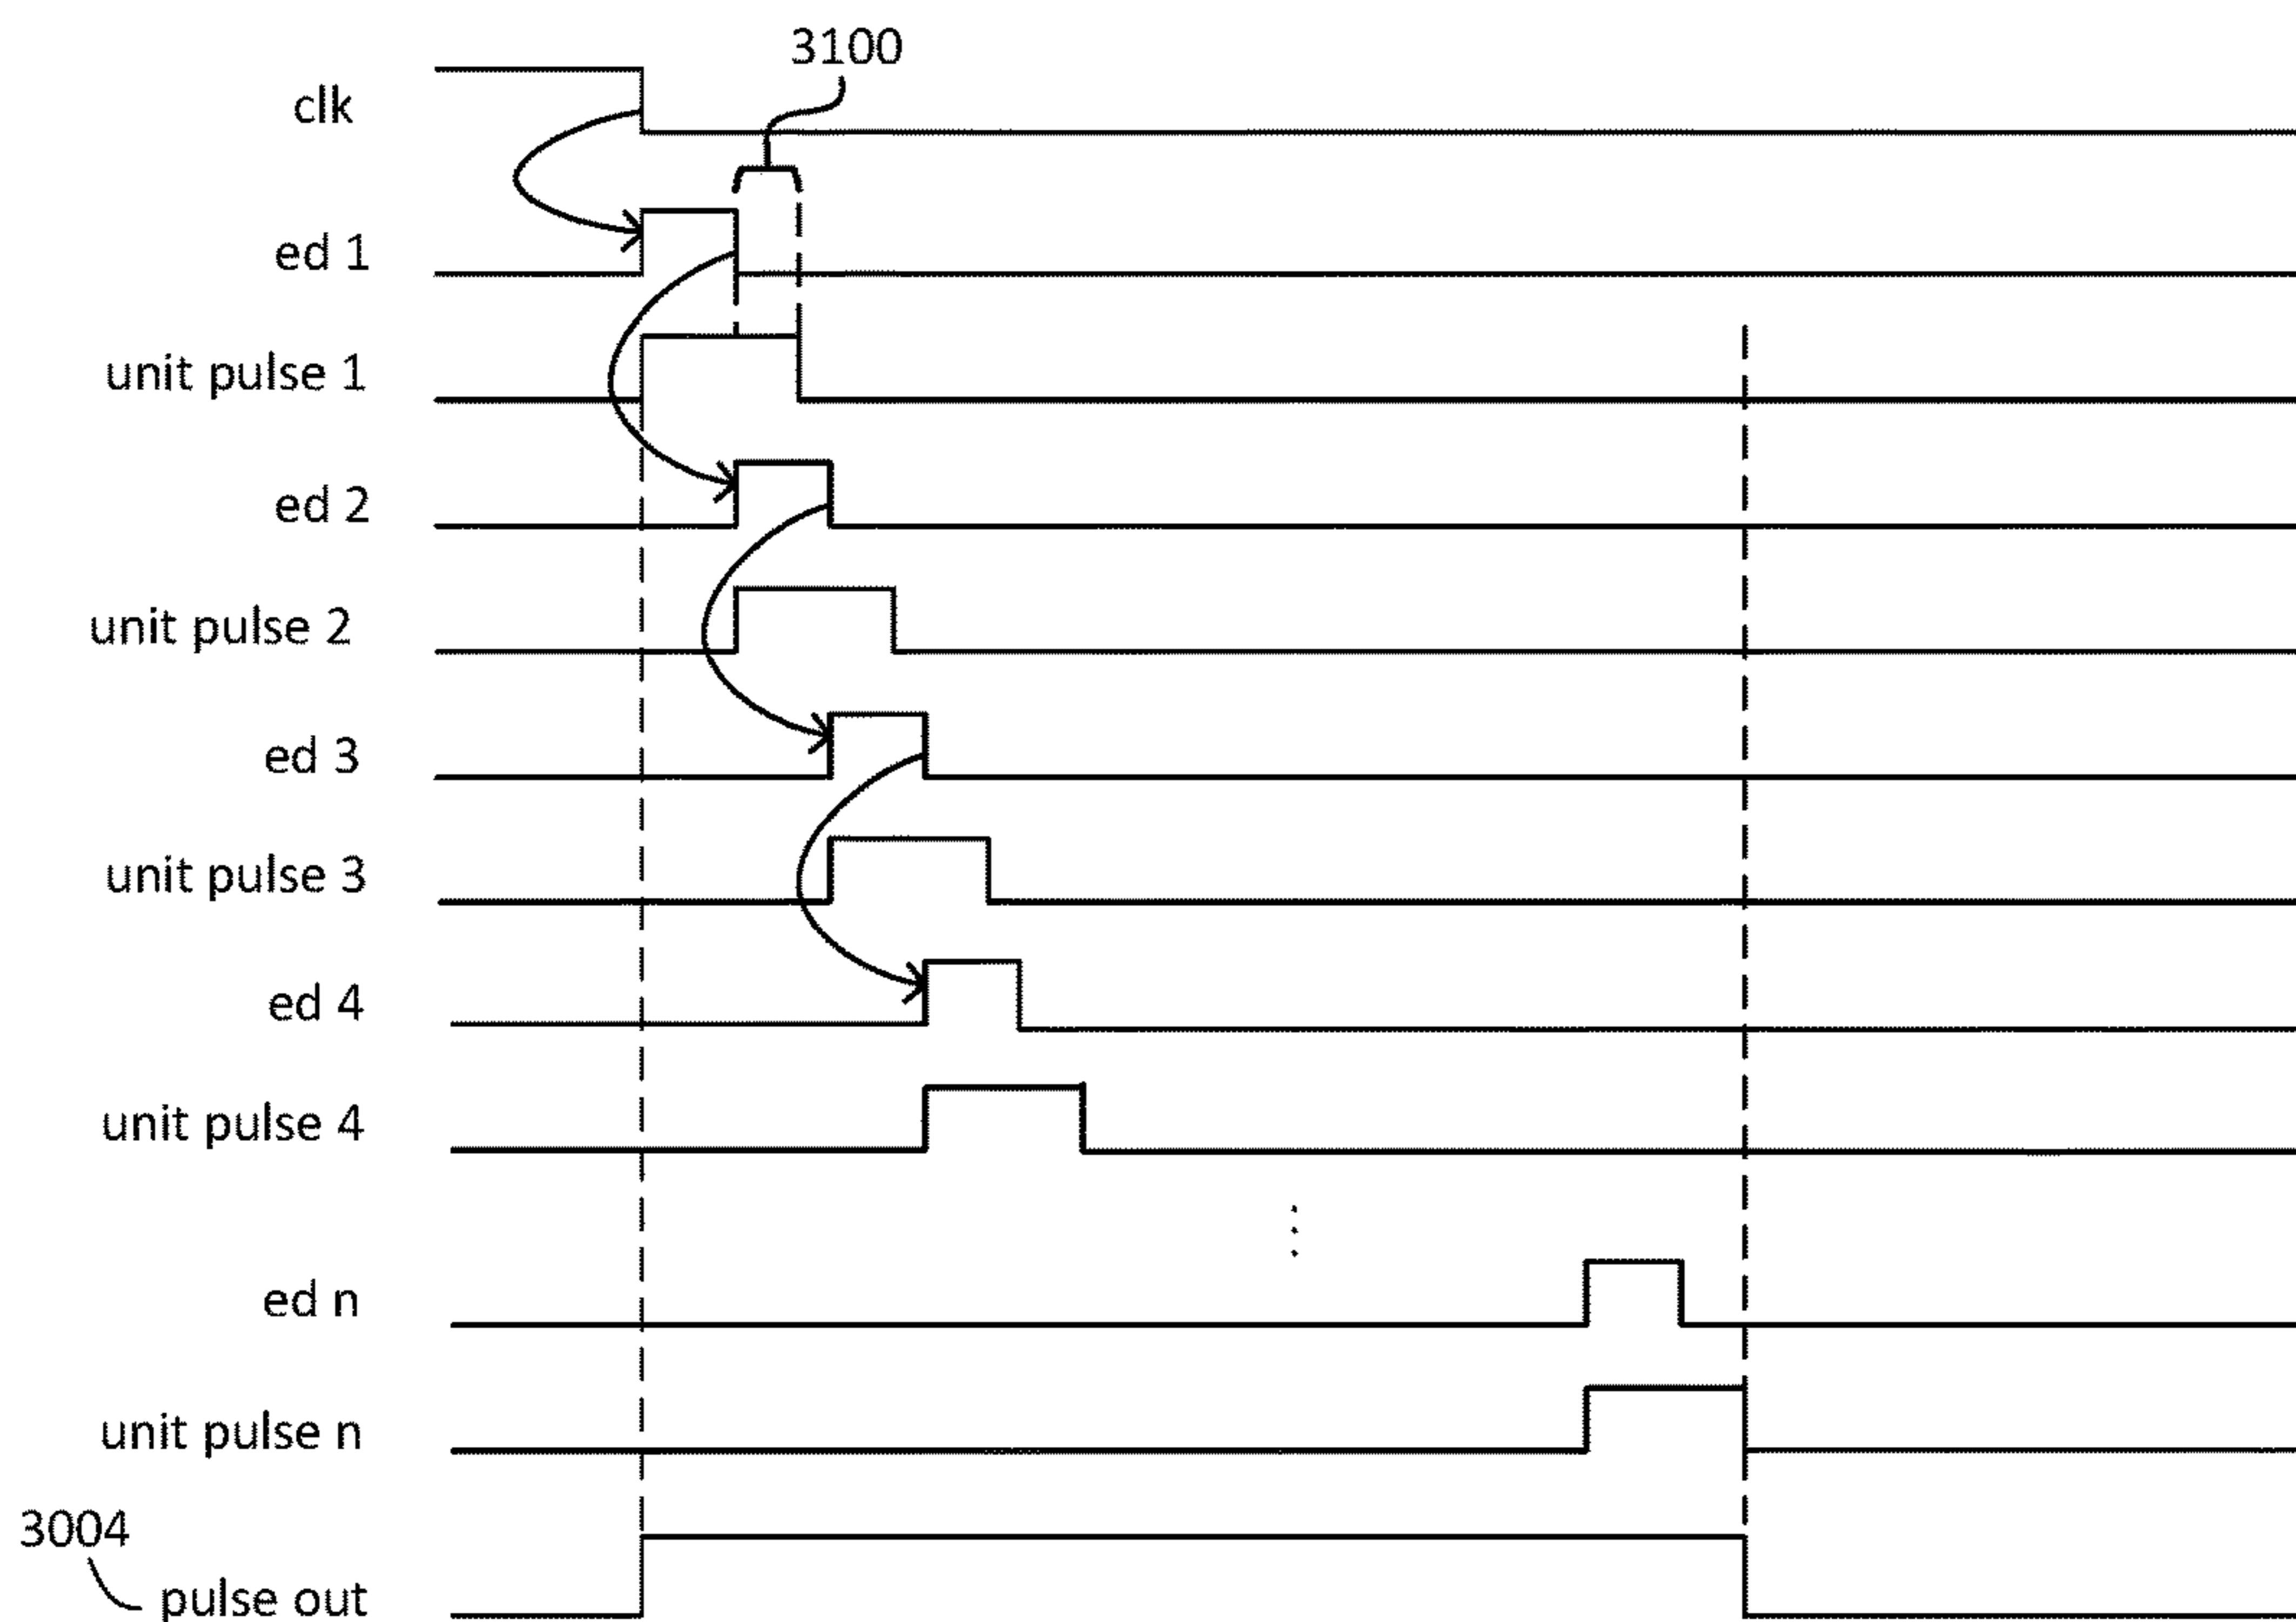 3100
clk
ed 1
unit pulse 1
ed 2
unit pulse 2
ed 3
unit pulse 3
ed 4
unit pulse 4
ed n
unit pulse n
3004
pulse out